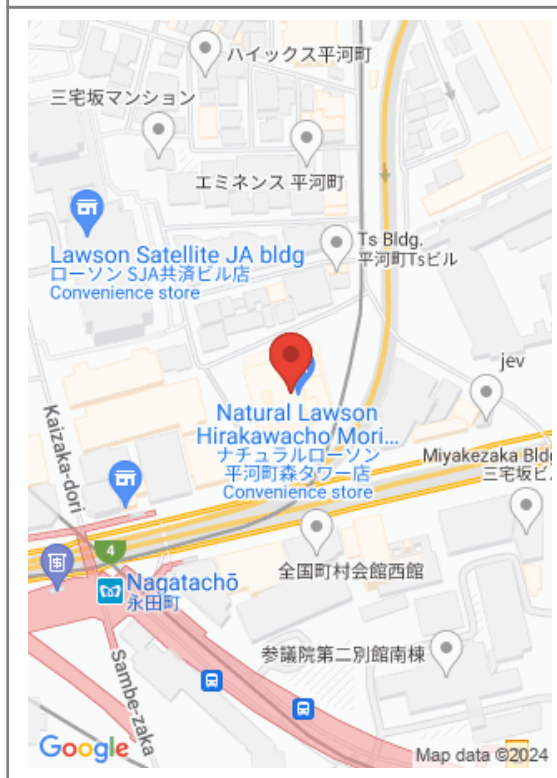 ハイックス平河町
三宅坂マンション
エミネンス 平河町
Ts Bldg.
平河町Tsビル
Lawson Satellite JA bldg
ローソン SJA共済ビル店
Convenience store
jev
Natural Lawson
Hirakawacho Mori...
ナチュラルローソン
平河町森タワー店
Convenience store
Kaizaka-dori
Miyakezaka Bldg
三宅坂ビ
4
全国町村会館西館
Nagatachō
永田町
参議院第二別館南棟
Sambe-zaka
Google
Map data ©2024